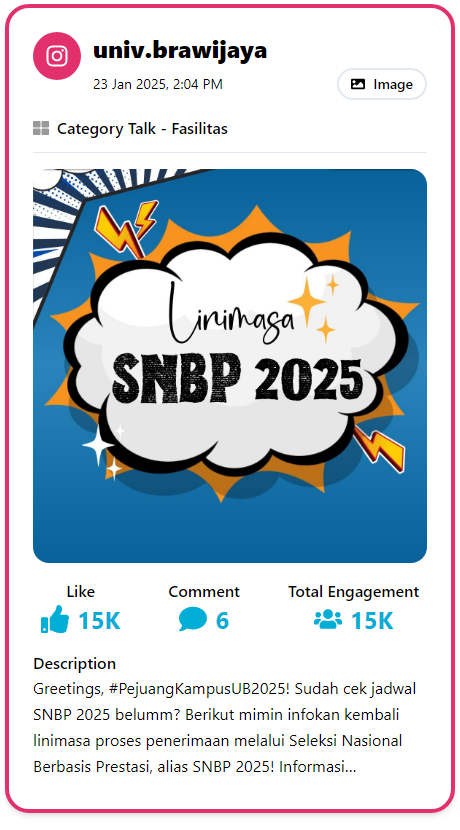 univ.brawijaya
23 Jan 2025, 2:04 PM
Image
Category Talk - Fasilitas
Linimasa
SNBP 2025
Like
Comment
Total Engagement
15K
6
15K
Description
Greetings, #PejuangKampusUB2025! Sudah cek jadwal
SNBP 2025 belumm? Berikut mimin infokan kembali
linimasa proses penerimaan melalui Seleksi Nasional
Berbasis Prestasi, alias SNBP 2025! Informasi...